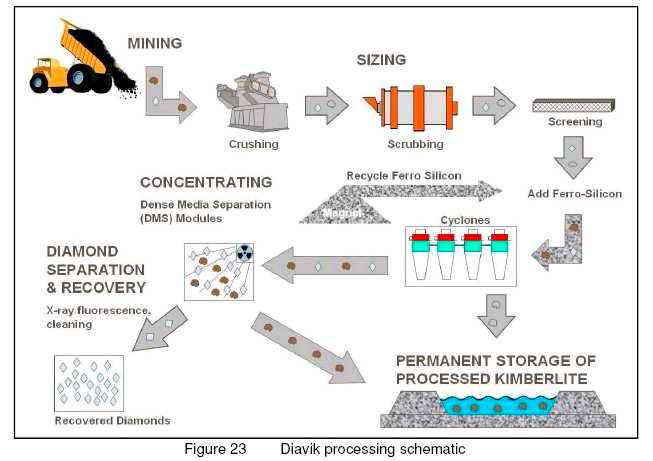 MINING
SIZING
Crushing
Scrubbing
Screening
Recycle Ferro Silicon
Add Ferro-Silicon
CONCENTRATING
Dense Media Separation
(DMS) Modules
Magnet
Cyclones
DIAMOND
SEPARATION
& RECOVERY
X-ray fluorescence,
cleaning
Recovered Diamonds
PERMANENT STORAGE OF
PROCESSED KIMBERLITE
Figure 23 Diavik processing schematic